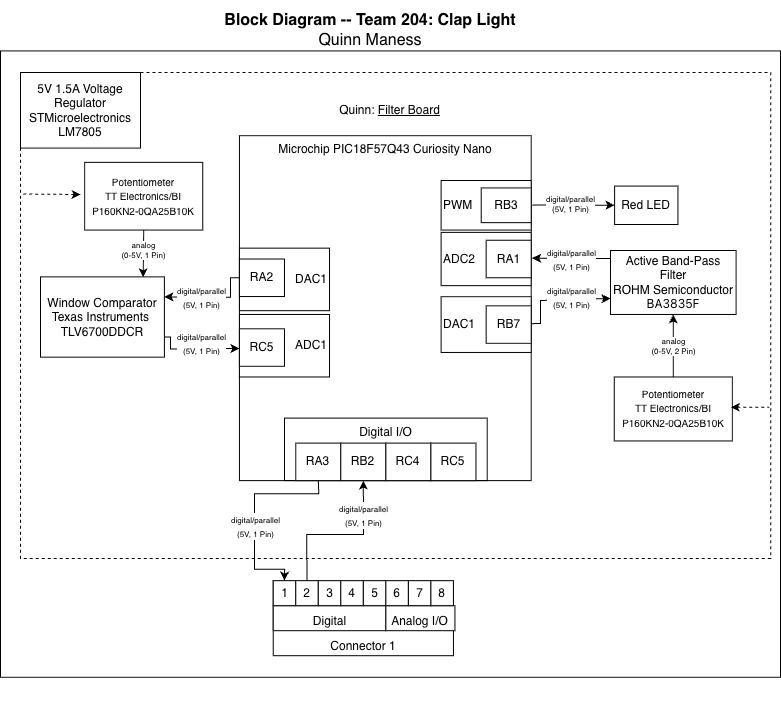 Block Diagram -- Team 204: Clap Light
Quinn Maness
5V 1.5A Voltage
Regulator
STMicroelectronics
LM7805
Quinn: Filter Board
Microchip PIC18F57Q43 Curiosity Nano
Potentiometer
TT Electronics/BI
P160KN2-0QA25B10K
analog
(0-5V, 1 Pin)
Window Comparator
Texas Instruments
TLV6700DDCR
digital/parallel
(5V, 1 Pin)
digital/parallel
(5V, 1 Pin)
RA2
DAC1
RC5
ADC1
PWM
RB3
ADC2
RA1
DAC1
RB7
digital/parallel
(5V, 1 Pin)
Red LED
digital/parallel
(5V, 1 Pin)
digital/parallel
(5V, 1 Pin)
Active Band-Pass
Filter
ROHM Semiconductor
BA3835F
analog
(0-5V, 2 Pin)
Potentiometer
TT Electronics/BI
P160KN2-0QA25B10K
Digital I/O
RA3 RB2 RC4 RC5
digital/parallel
(5V, 1 Pin)
digital/parallel
(5V, 1 Pin)
1 2 3 4 5 6 7 8
Digital Analog I/O
Connector 1